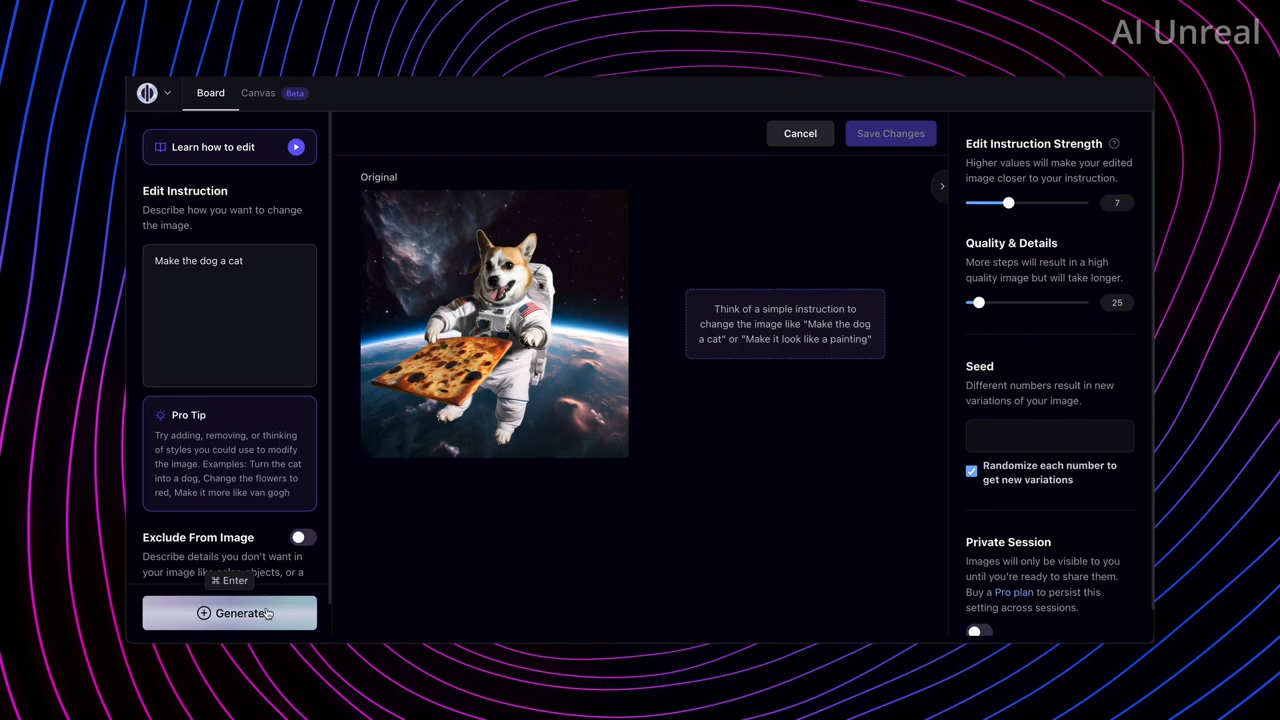 AI Unreal
Board
Canvas
Beta
Learn how to edit
Edit Instruction
Describe how you want to change
the image.
Make the dog a cat
Pro Tip
Try adding, removing, or thinking
of styles you could use to modify
the image. Examples: Turn the cat
into a dog, Change the flowers to
red, Make it more like van gogh
Exclude From Image
Describe details you don't want in
your image like color, objects, or a
⌘ Enter
Generate
Cancel
Save Changes
Original
Think of a simple instruction to
change the image like "Make the dog
a cat" or "Make it look like a painting"
Edit Instruction Strength ?
Higher values will make your edited
image closer to your instruction.
7
Quality & Details
More steps will result in a high
quality image but will take longer.
25
Seed
Different numbers result in new
variations of your image.
Randomize each number to
get new variations
Private Session
Images will only be visible to you
until you're ready to share them.
Buy a Pro plan to persist this
setting across sessions.